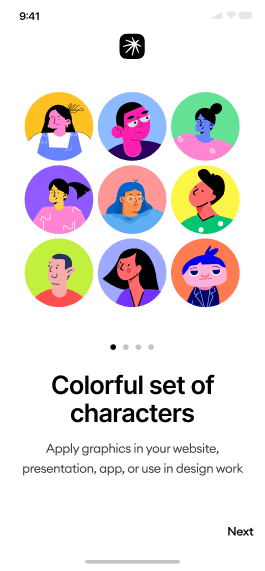 9:41
Colorful set of
characters
Apply graphics in your website,
presentation, app, or use in design work
Next